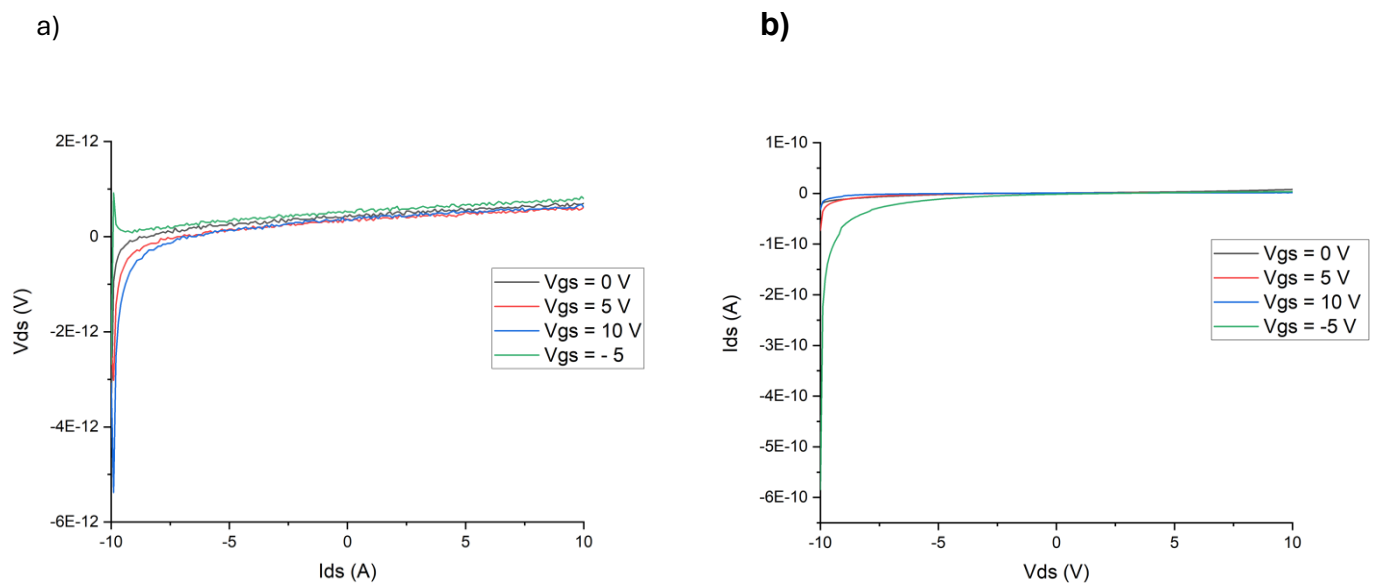 a)
2E-12
0
-2E-12
-4E-12
-6E-12
Vds (V)
-10
-5
0
5
10
Ids (A)
Vgs = 0 V
Vgs = 5 V
Vgs = 10 V
Vgs = - 5
b)
1E-10
0
-1E-10
-2E-10
-3E-10
-4E-10
-5E-10
-6E-10
Ids (A)
-10
-5
0
5
10
Vds (V)
Vgs = 0 V
Vgs = 5 V
Vgs = 10 V
Vgs = -5 V